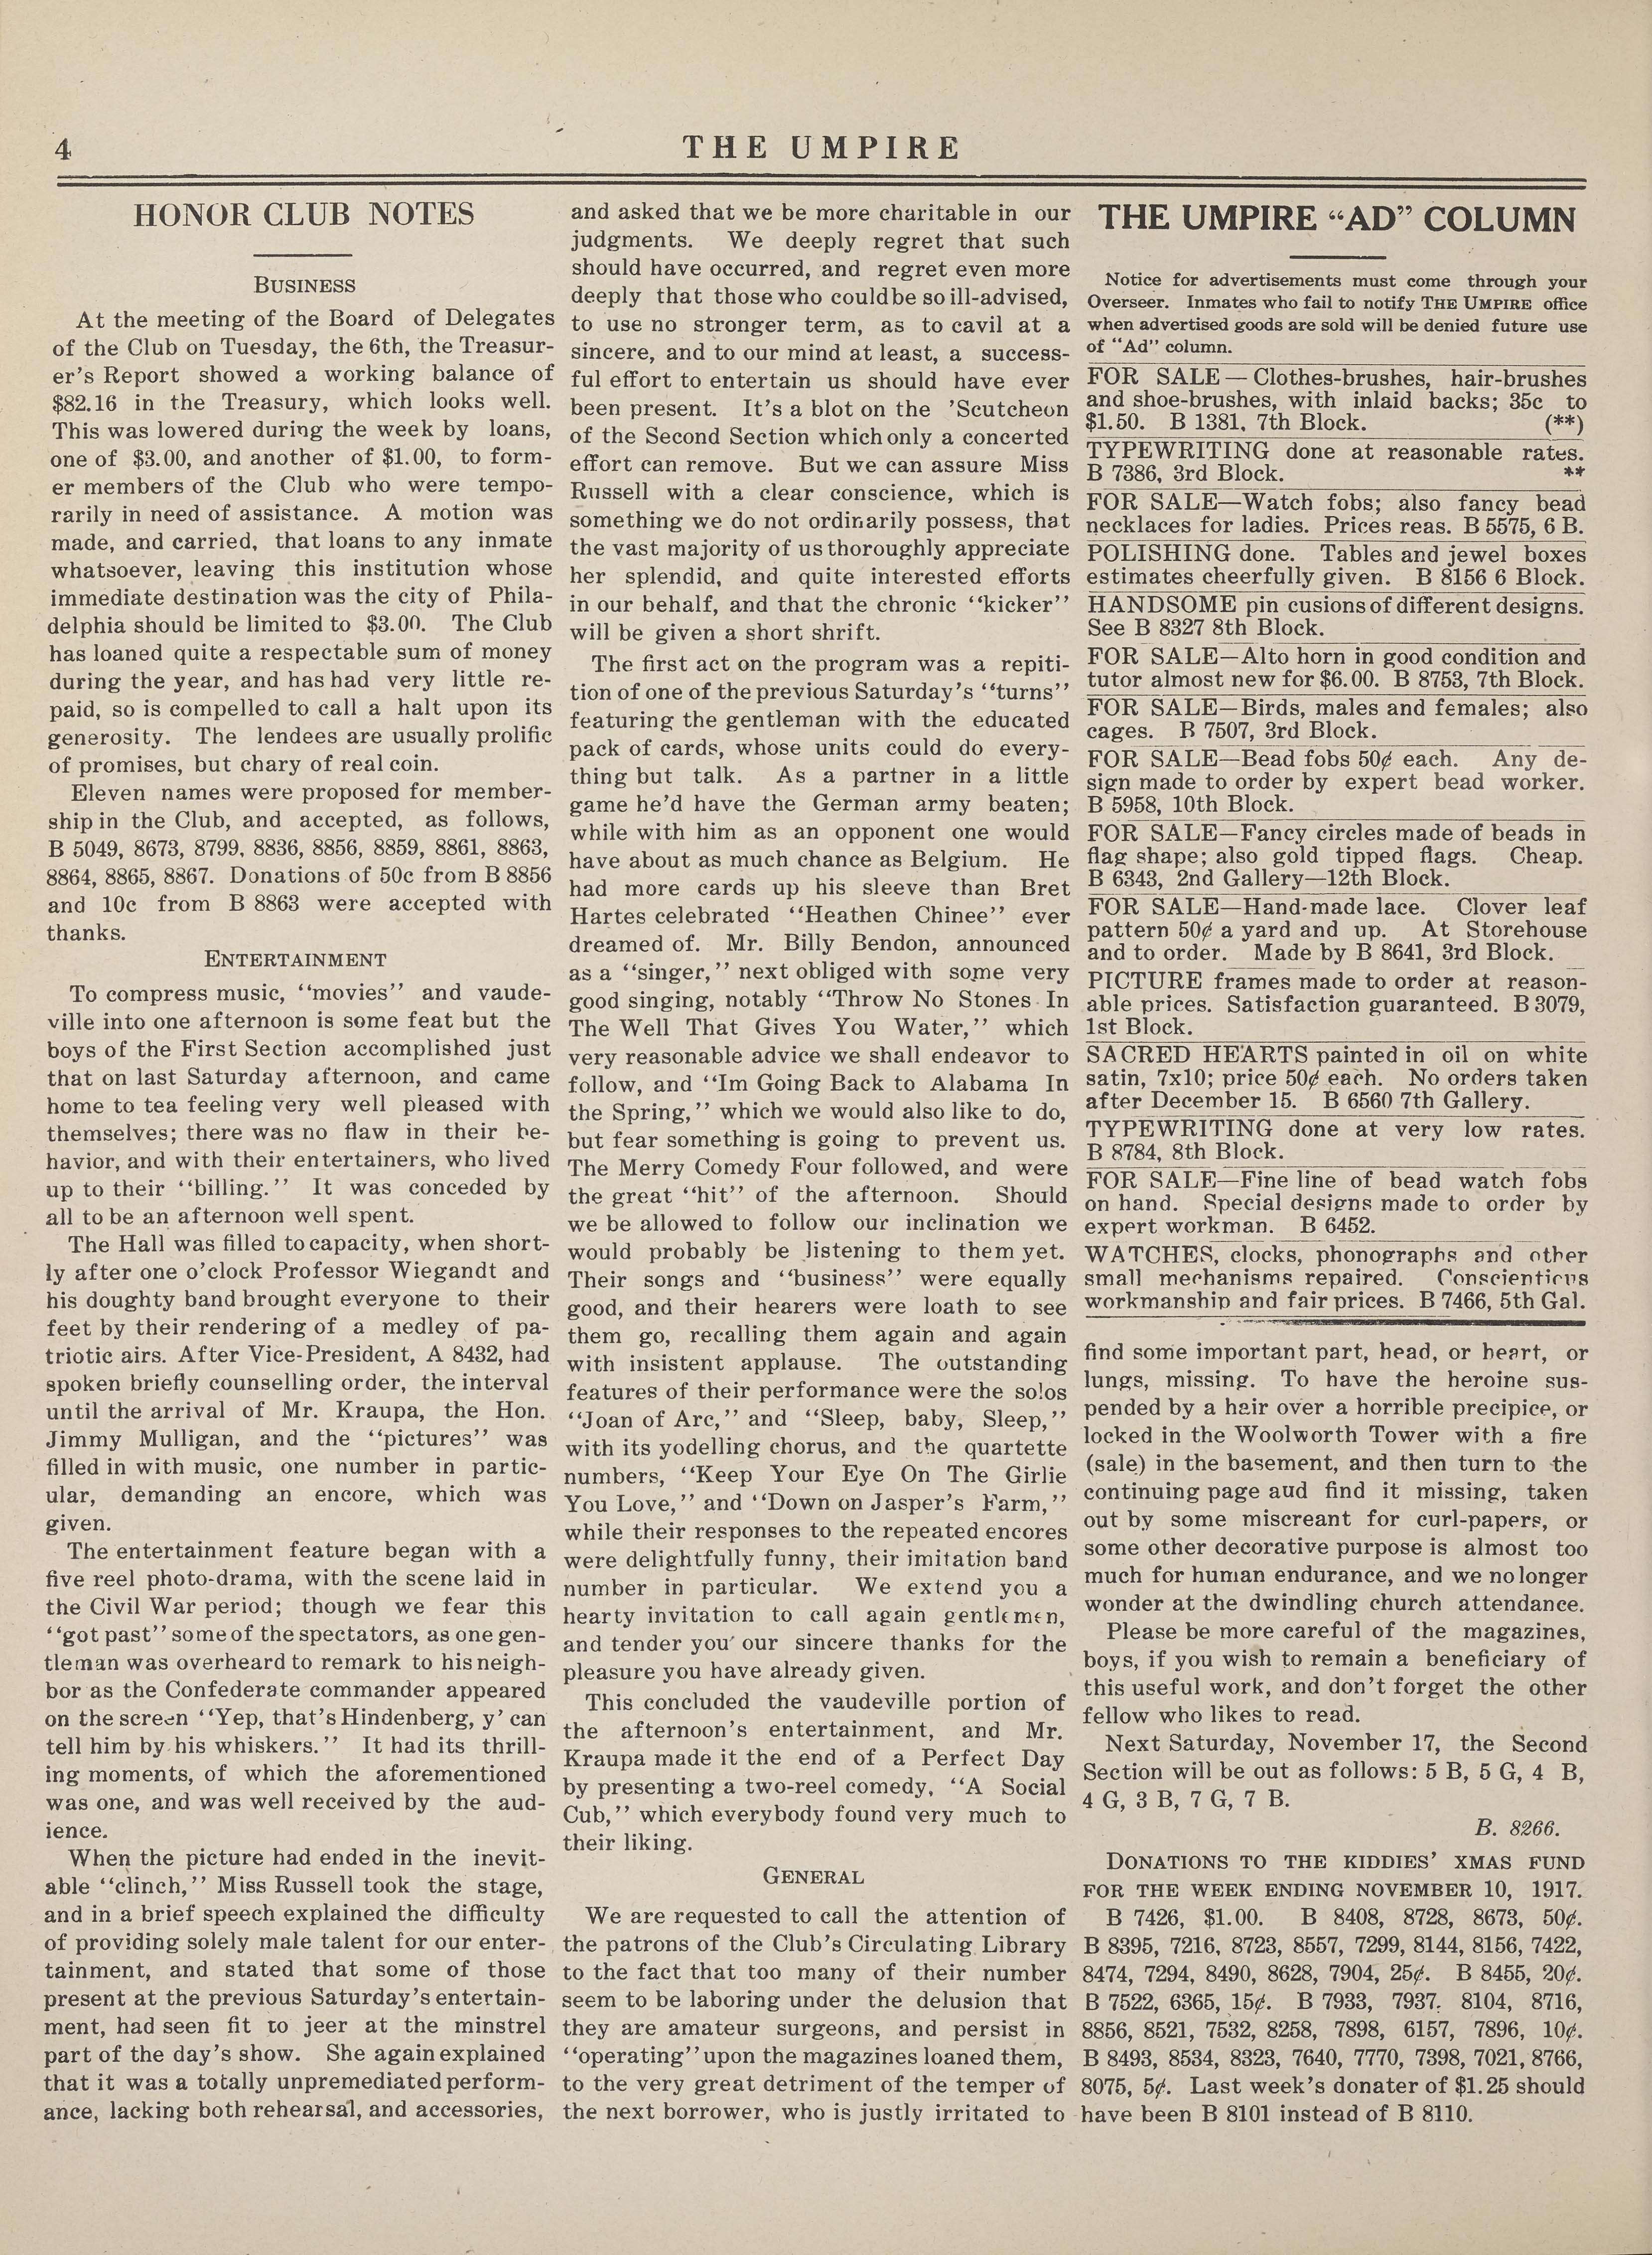 4
THE UMPIRE
HONOR CLUB NOTES
BUSINESS
At the meeting of the Board of Delegates
of the Club on Tuesday, the 6th, the Treasur-
er's Report showed a working balance of
$82.16 in the Treasury, which looks well.
This was lowered during the week by loans,
one of $3.00, and another of $1.00, to form-
er members of the Club who were tempo-
rarily in need of assistance. A motion was
made, and carried, that loans to any inmate
whatsoever, leaving this institution whose
immediate destination was the city of Phila-
delphia should be limited to $3.00. The Club
has loaned quite a respectable sum of money
during the year, and has had very little re-
paid, so is compelled to call a halt upon its
generosity. The lendees are usually prolific
of promises, but chary of real coin.
Eleven names were proposed for member-
ship in the Club, and accepted, as follows,
B 5049, 8673, 8799, 8836, 8856, 8859, 8861, 8863,
8864, 8865, 8867. Donations of 50c from B 8856
and 10c from B 8863 were accepted with
thanks.
ENTERTAINMENT
To compress music, "movies" and vaude-
ville into one afternoon is some feat but the
boys of the First Section accomplished just
that on last Saturday afternoon, and came
home to tea feeling very well pleased with
themselves; there was no flaw in their be-
havior, and with their entertainers, who lived
up to their "billing." It was conceded by
all to be an afternoon well spent.
The Hall was filled to capacity, when short-
ly after one o'clock Professor Wiegandt and
his doughty band brought everyone to their
feet by their rendering of a medley of pa-
triotic airs. After Vice-President, A 8432, had
spoken briefly counselling order, the interval
until the arrival of Mr. Kraupa, the Hon.
Jimmy Mulligan, and the "pictures" was
filled in with music, one number in partic-
ular, demanding an encore, which was
given.
The entertainment feature began with a
five reel photo-drama, with the scene laid in
the Civil War period; though we fear this
"got past" some of the spectators, as one gen-
tleman was overheard to remark to his neigh-
bor as the Confederate commander appeared
on the screen "Yep, that's Hindenberg, y' can
tell him by his whiskers." It had its thrill-
ing moments, of which the aforementioned
was one, and was well received by the aud-
ience.
When the picture had ended in the inevit-
able "clinch," Miss Russell took the stage,
and in a brief speech explained the difficulty
of providing solely male talent for our enter-
tainment, and stated that some of those
present at the previous Saturday's entertain-
ment, had seen fit to jeer at the minstrel
part of the day's show. She again explained
that it was a totally unpremediated perform-
ance, lacking both rehearsal, and accessories,
and asked that we be more charitable in our
judgments. We deeply regret that such
should have occurred, and regret even more
deeply that those who could be so ill-advised,
to use no stronger term, as to cavil at a
sincere, and to our mind at least, a success-
ful effort to entertain us should have ever
been present. It's a blot on the 'Scutcheon
of the Second Section which only a concerted
effort can remove. But we can assure Miss
Russell with a clear conscience, which is
something we do not ordinarily possess, that
the vast majority of us thoroughly appreciate
her splendid, and quite interested efforts
in our behalf, and that the chronic "kicker"
will be given a short shrift.
The first act on the program was a repiti-
tion of one of the previous Saturday's "turns"
featuring the gentleman with the educated
pack of cards, whose units could do every-
thing but talk. As a partner in a little
game he'd have the German army beaten;
while with him as an opponent one would
have about as much chance as Belgium. He
had more cards up his sleeve than Bret
Hartes celebrated "Heathen Chinee" ever
dreamed of. Mr. Billy Bendon, announced
as a "singer," next obliged with some very
good singing, notably "Throw No Stones In
The Well That Gives You Water," which
very reasonable advice we shall endeavor to
follow, and "Im Going Back to Alabama In
the Spring," which we would also like to do,
but fear something is going to prevent us.
The Merry Comedy Four followed, and were
the great "hit" of the afternoon. Should
we be allowed to follow our inclination we
would probably be listening to them yet.
Their songs and "business" were equally
good, and their hearers were loath to see
them go, recalling them again and again
with insistent applause. The outstanding
features of their performance were the solos
"Joan of Arc," and "Sleep, baby, Sleep,"
with its yodelling chorus, and the quartette
numbers, "Keep Your Eye On The Girlie
You Love," and "Down on Jasper's Farm,"
while their responses to the repeated encores
were delightfully funny, their imitation band
number in particular. We extend you a
hearty invitation to call again gentlemen,
and tender you our sincere thanks for the
pleasure you have already given.
This concluded the vaudeville portion of
the afternoon's entertainment, and Mr.
Kraupa made it the end of a Perfect Day
by presenting a two-reel comedy, "A Social
Cub," which everybody found very much to
their liking.
GENERAL
We are requested to call the attention of
the patrons of the Club's Circulating Library
to the fact that too many of their number
seem to be laboring under the delusion that
they are amateur surgeons, and persist in
"operating" upon the magazines loaned them,
to the very great detriment of the temper of
the next borrower, who is justly irritated to
THE UMPIRE "AD" COLUMN
Notice for advertisements must come through your
Overseer. Inmates who fail to notify THE UMPIRE office
when advertised goods are sold will be denied future use
of "Ad" column.
FOR SALE—Clothes-brushes, hair-brushes
and shoe-brushes, with inlaid backs; 35c to
$1.50. B 1381, 7th Block. (**)
TYPEWRITING done at reasonable rates.
B 7386, 3rd Block. **
FOR SALE—Watch fobs; also fancy bead
necklaces for ladies. Prices reas. B 5575, 6 B.
POLISHING done. Tables and jewel boxes
estimates cheerfully given. B 8156 6 Block.
HANDSOME pin cusions of different designs.
See B 8327 8th Block.
FOR SALE—Alto horn in good condition and
tutor almost new for $6.00. B 8753, 7th Block.
FOR SALE—Birds, males and females; also
cages. B 7507, 3rd Block.
FOR SALE—Bead fobs 50¢ each. Any de-
sign made to order by expert bead worker.
B 5958, 10th Block.
FOR SALE—Fancy circles made of beads in
flag shape; also gold tipped flags. Cheap.
B 6343, 2nd Gallery—12th Block.
FOR SALE—Hand-made lace. Clover leaf
pattern 50¢ a yard and up. At Storehouse
and to order. Made by B 8641, 3rd Block.
PICTURE frames made to order at reason-
able prices. Satisfaction guaranteed. B 3079,
1st Block.
SACRED HEARTS painted in oil on white
satin, 7x10; price 50¢ each. No orders taken
after December 15. B 6560 7th Gallery.
TYPEWRITING done at very low rates.
B 8784, 8th Block.
FOR SALE—Fine line of bead watch fobs
on hand. Special designs made to order by
expert workman. B 6452.
WATCHES, clocks, phonographs and other
small mechanisms repaired. Conscientious
workmanship and fair prices. B 7466, 5th Gal.
find some important part, head, or heart, or
lungs, missing. To have the heroine sus-
pended by a hair over a horrible precipice, or
locked in the Woolworth Tower with a fire
(sale) in the basement, and then turn to the
continuing page aud find it missing, taken
out by some miscreant for curl-papers, or
some other decorative purpose is almost too
much for human endurance, and we no longer
wonder at the dwindling church attendance.
Please be more careful of the magazines,
boys, if you wish to remain a beneficiary of
this useful work, and don't forget the other
fellow who likes to read.
Next Saturday, November 17, the Second
Section will be out as follows: 5 B, 5 G, 4 B,
4 G, 3 B, 7 G, 7 B.
B. 8266.
DONATIONS TO THE KIDDIES' XMAS FUND
FOR THE WEEK ENDING NOVEMBER 10, 1917.
B 7426, $1.00. B 8408, 8728, 8673, 50¢.
B 8395, 7216, 8723, 8557, 7299, 8144, 8156, 7422,
8474, 7294, 8490, 8628, 7904, 25¢. B 8455, 20¢.
B 7522, 6365, 15¢. B 7933, 7937, 8104, 8716,
8856, 8521, 7532, 8258, 7898, 6157, 7896, 10¢.
B 8493, 8534, 8323, 7640, 7770, 7398, 7021, 8766,
8075, 5¢. Last week's donater of $1.25 should
have been B 8101 instead of B 8110.